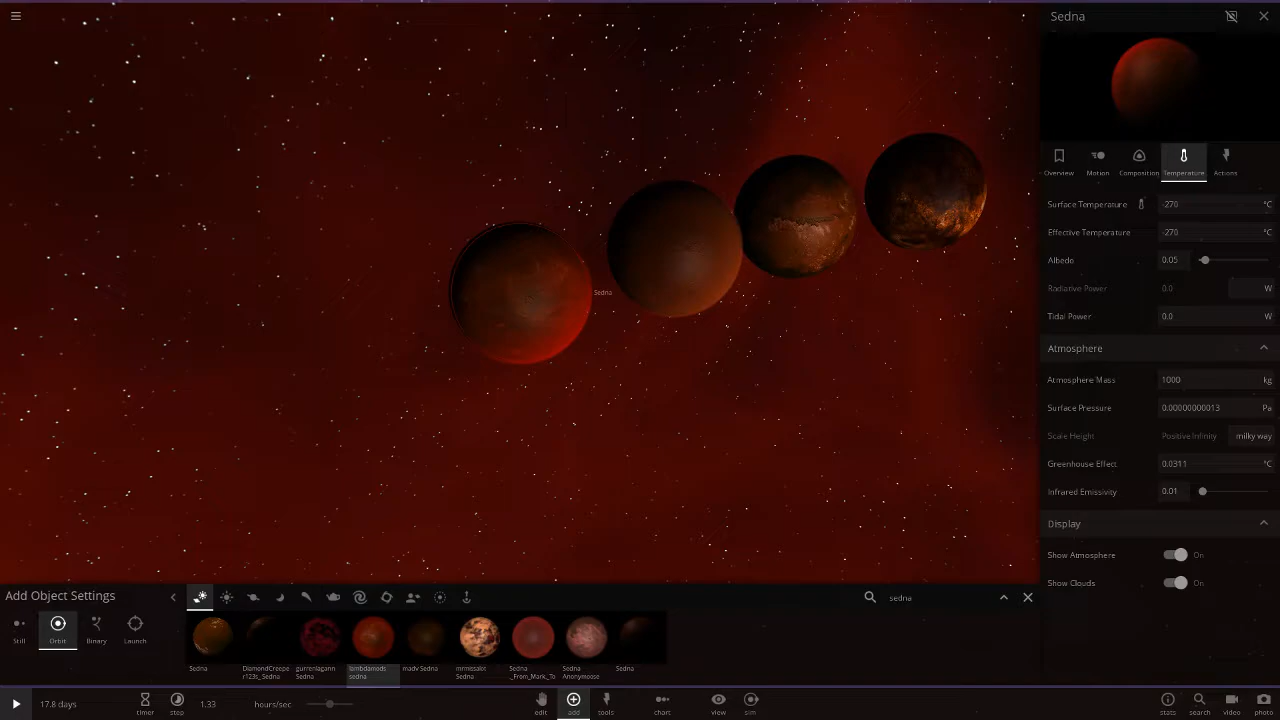 Sedna
Overview
Motion
Composition
Temperature
Actions
Surface Temperature -270 °C
Effective Temperature -270 °C
Albedo 0.05
Radiative Power 0.0 W
Tidal Power 0.0 W
Atmosphere
Atmosphere Mass 1000 kg
Surface Pressure 0.00000000013 Pa
Scale Height Positive Infinity milky way
Greenhouse Effect 0.0311 °C
Infrared Emissivity 0.01
Display
Show Atmosphere On
Show Clouds On
Sedna
Add Object Settings
sedna
Still
Orbit
Binary
Launch
Sedna
DiamondCreepe
r123s_Sedna
gurrenlagann
Sedna
lambdamods
sedna
madv Sedna
mrmissalot
Sedna
Sedna
_From_Mark_To
Sedna
Anonymoose
Sedna
17.8 days
timer
step
1.33
hours/sec
edit
add
tools
chart
view
sim
stats
search
video
photo